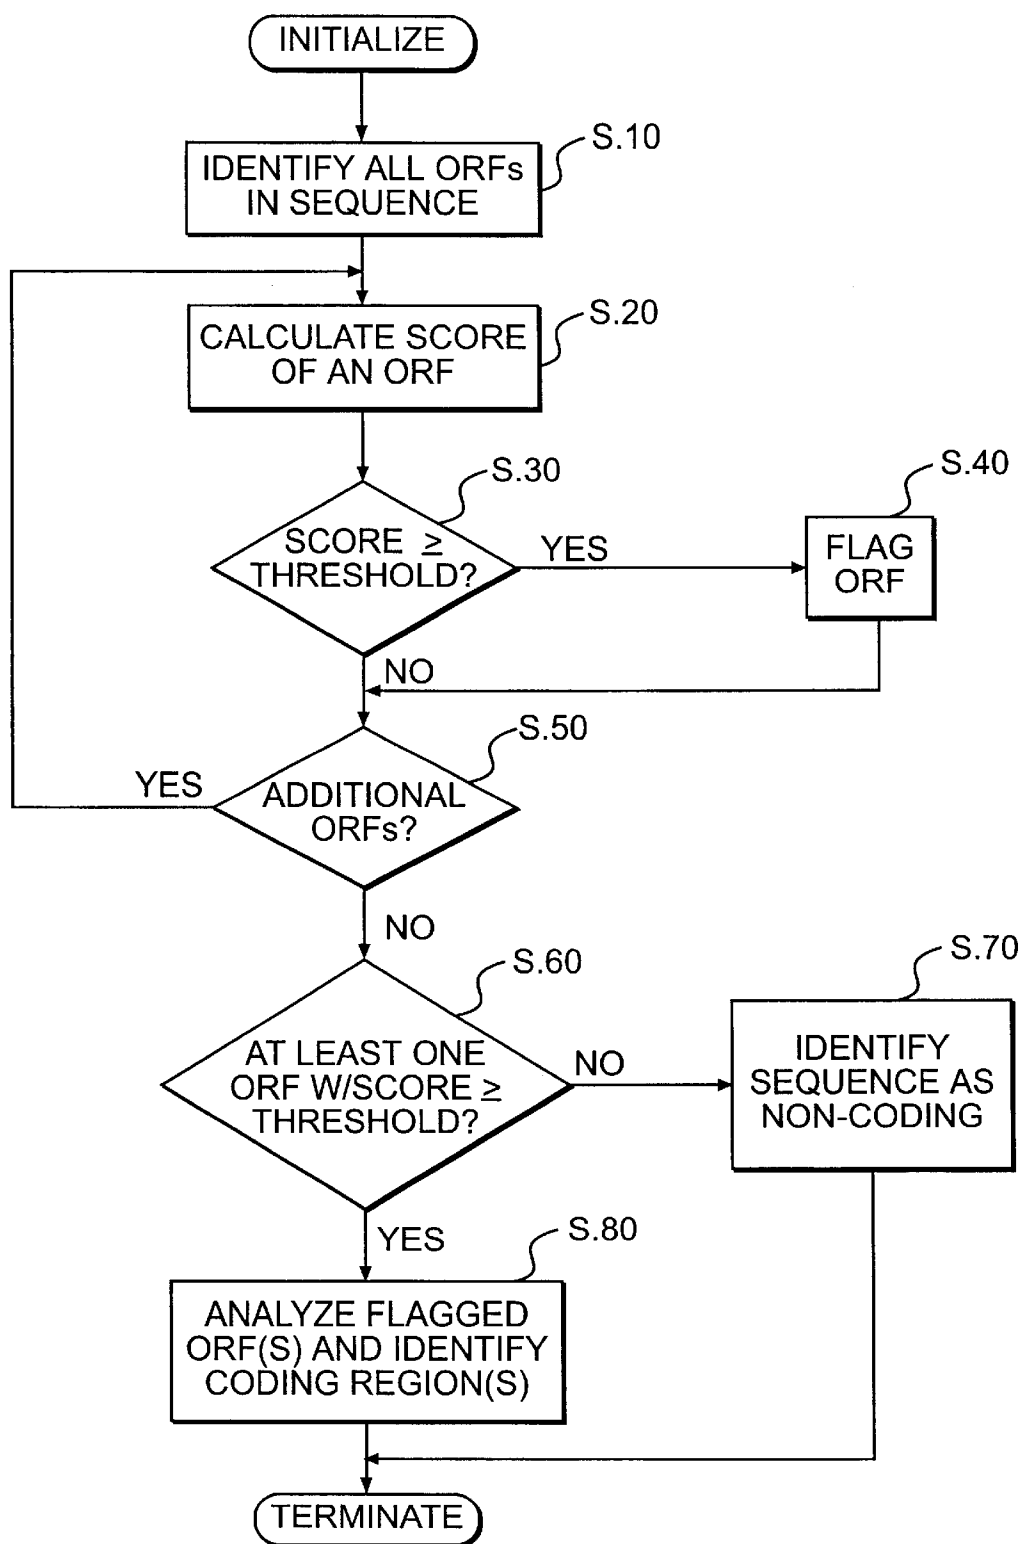 INITIALIZE
S.10
IDENTIFY ALL ORFs
IN SEQUENCE
S.20
CALCULATE SCORE
OF AN ORF
S.30
SCORE ≥
THRESHOLD?
YES
S.40
FLAG
ORF
NO
S.50
YES
ADDITIONAL
ORFs?
NO
S.60
AT LEAST ONE
ORF W/SCORE ≥
THRESHOLD?
NO
S.70
IDENTIFY
SEQUENCE AS
NON-CODING
YES
S.80
ANALYZE FLAGGED
ORF(S) AND IDENTIFY
CODING REGION(S)
TERMINATE